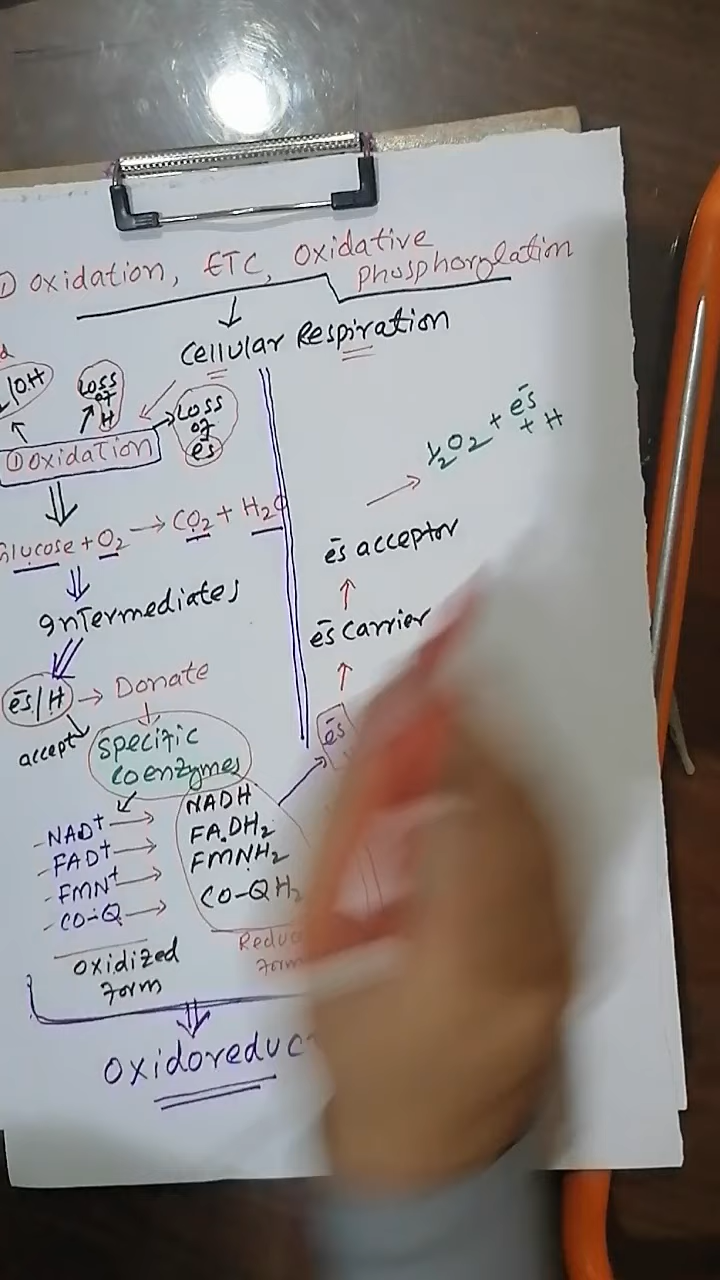 ① Oxidation, ETC, Oxidative
phosphorylation
Cellular Respiration
Loss
of
H
Loss
of
ēs
① Oxidation
Glucose + O₂ → CO₂ + H₂O
↓
Intermediates
ēs/H → Donate
accept
specific
coenzymes
- NAD⁺ → NADH
- FAD⁺ → FADH₂
- FMN⁺ → FMNH₂
- CO-Q → CO-QH₂
Oxidized
form
Oxidoreduc
½O₂ + ēs
+ H
ēs acceptor
↑
ēs carrier
↑
ēs